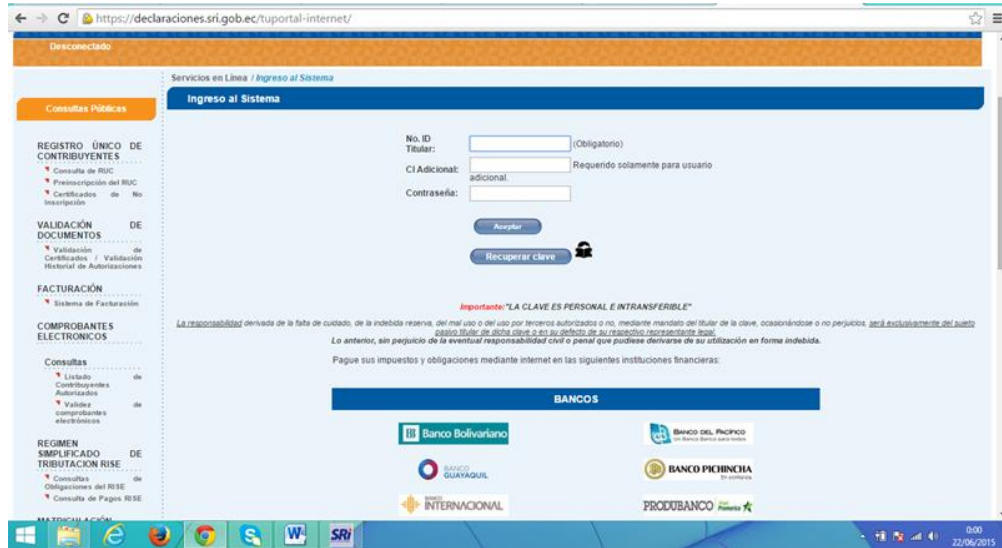 https://declaraciones.sri.gob.ec/tuportal-internet/
Desconectado
Servicios en Línea / Ingreso al Sistema
Consultas Públicas
REGISTRO ÚNICO DE
CONTRIBUYENTES
Consulta de RUC
Preinscripción del RUC
Certificados de No
Inscripción
VALIDACIÓN DE
DOCUMENTOS
Validación de
Certificados / Validación
Historial de Autorizaciones
FACTURACIÓN
Sistema de Facturación
COMPROBANTES
ELECTRONICOS
Consultas
Listado de
Contribuyentes
Autorizados
Validez de
comprobantes
electrónicos
REGIMEN
SIMPLIFICADO DE
TRIBUTACION RISE
Consultas de
Obligaciones del RISE
Consulta de Pagos RISE
MATRICULACIÓN
Ingreso al Sistema
No. ID
Titular: (Obligatorio)
CI Adicional: Requerido solamente para usuario
adicional.
Contraseña:
Aceptar
Recuperar clave
Importante:"LA CLAVE ES PERSONAL E INTRANSFERIBLE"
La responsabilidad derivada de la falta de cuidado, de la indebida reserva, del mal uso o del uso por terceros autorizados o no, mediante mandato del titular de la clave, ocasionándose o no perjuicios, será exclusivamente del sujeto
pasivo titular de dicha clave o en su defecto de su respectivo representante legal.
Lo anterior, sin perjuicio de la eventual responsabilidad civil o penal que pudiese derivarse de su utilización en forma indebida.
Pague sus impuestos y obligaciones mediante internet en las siguientes instituciones financieras:
BANCOS
Banco Bolivariano
BANCO DEL PACÍFICO
BANCO
GUAYAQUIL
BANCO PICHINCHA
En confianza
BANCO
INTERNACIONAL
PRODUBANCO
SRi
0:00
22/06/2015